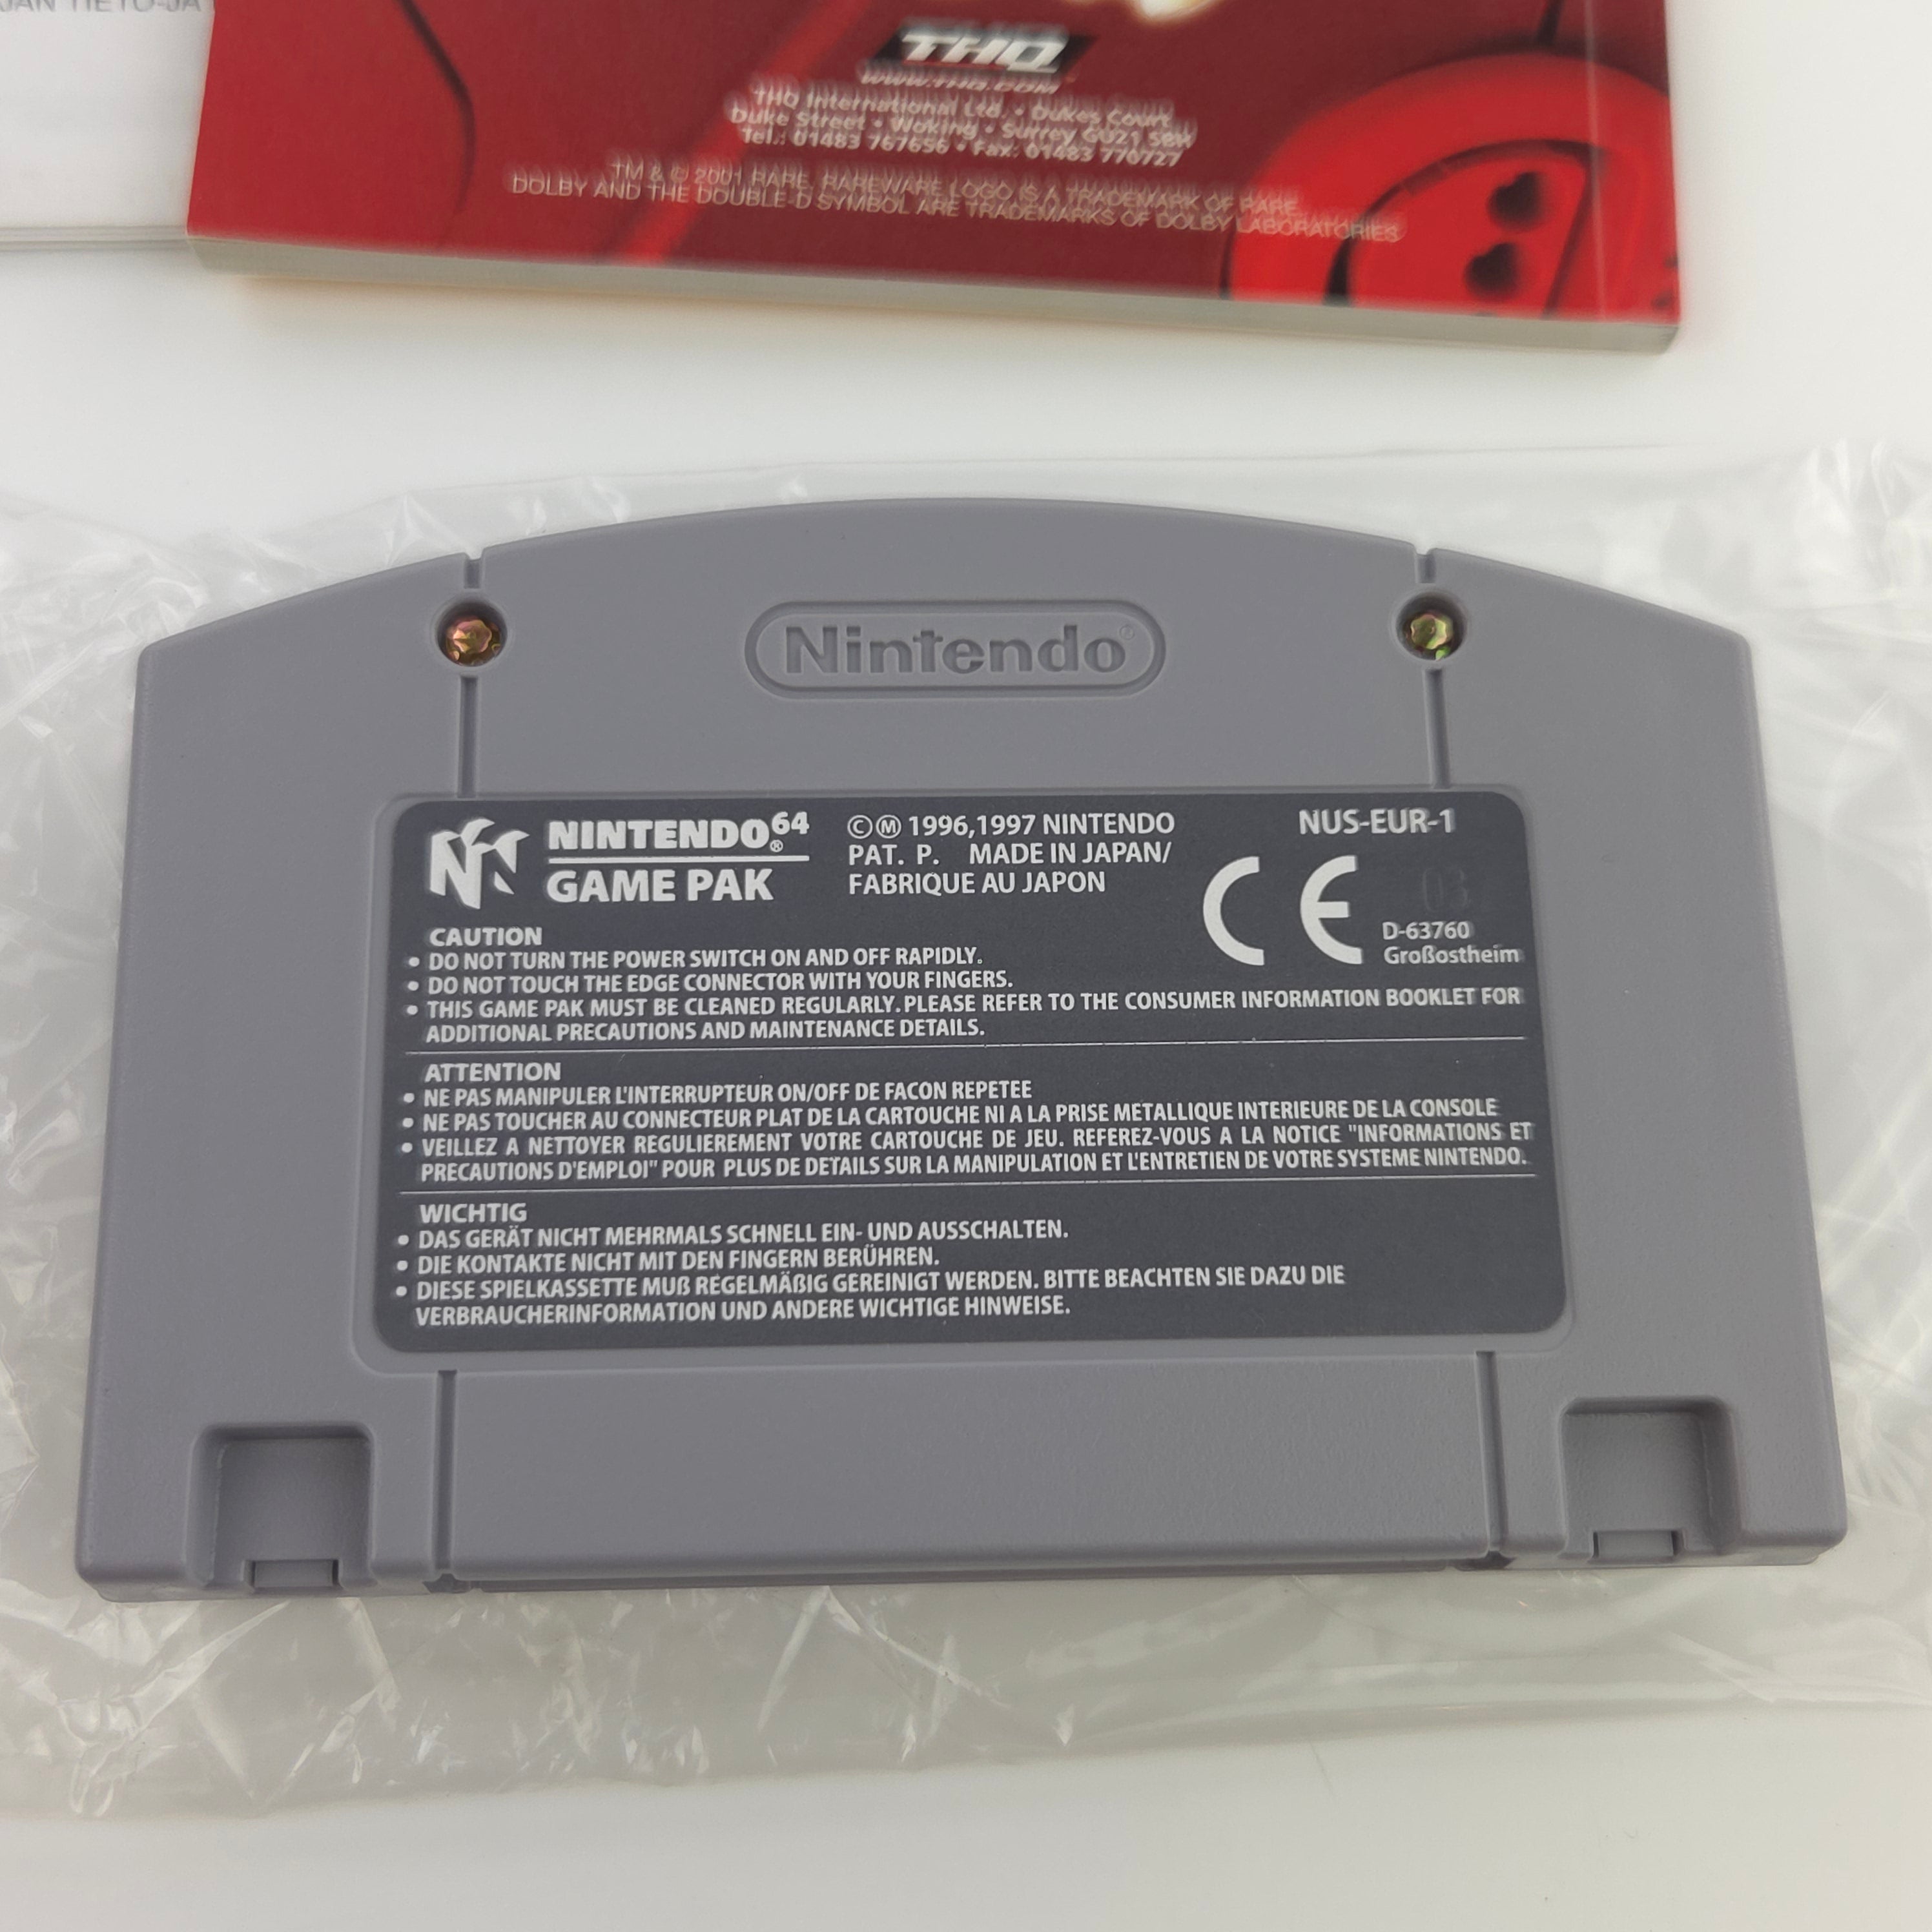 JAN TIETO-JA
THQ
WWW.THQ.COM
THQ International Ltd. • Dukes Court
Duke Street • Woking • Surrey GU21 5BH
Tel.: 01483 767656 • Fax: 01483 770727
TM & © 2001 RARE. RAREWARE LOGO IS A TRADEMARK OF RARE.
DOLBY AND THE DOUBLE-D SYMBOL ARE TRADEMARKS OF DOLBY LABORATORIES
Nintendo®
NINTENDO64®
GAME PAK
©Ⓜ 1996,1997 NINTENDO
PAT. P. MADE IN JAPAN/
FABRIQUE AU JAPON
NUS-EUR-1
CE
03
D-63760
Großostheim
CAUTION
• DO NOT TURN THE POWER SWITCH ON AND OFF RAPIDLY.
• DO NOT TOUCH THE EDGE CONNECTOR WITH YOUR FINGERS.
• THIS GAME PAK MUST BE CLEANED REGULARLY. PLEASE REFER TO THE CONSUMER INFORMATION BOOKLET FOR
ADDITIONAL PRECAUTIONS AND MAINTENANCE DETAILS.
ATTENTION
• NE PAS MANIPULER L'INTERRUPTEUR ON/OFF DE FACON REPETEE
• NE PAS TOUCHER AU CONNECTEUR PLAT DE LA CARTOUCHE NI A LA PRISE METALLIQUE INTERIEURE DE LA CONSOLE
• VEILLEZ A NETTOYER REGULIEREMENT VOTRE CARTOUCHE DE JEU. REFEREZ-VOUS A LA NOTICE "INFORMATIONS ET
PRECAUTIONS D'EMPLOI" POUR PLUS DE DETAILS SUR LA MANIPULATION ET L'ENTRETIEN DE VOTRE SYSTEME NINTENDO.
WICHTIG
• DAS GERÄT NICHT MEHRMALS SCHNELL EIN- UND AUSSCHALTEN.
• DIE KONTAKTE NICHT MIT DEN FINGERN BERÜHREN.
• DIESE SPIELKASSETTE MUß REGELMÄßIG GEREINIGT WERDEN. BITTE BEACHTEN SIE DAZU DIE
VERBRAUCHERINFORMATION UND ANDERE WICHTIGE HINWEISE.